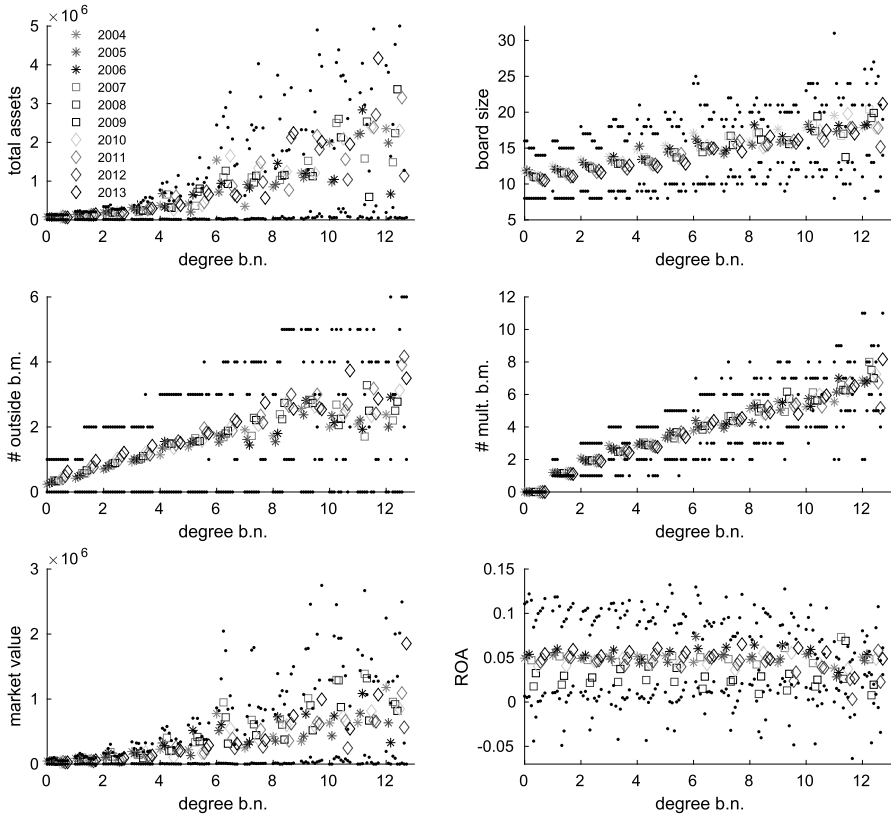 × 10 6
5
4
3
2
1
0
total assets
2004
2005
2006
2007
2008
2009
2010
2011
2012
2013
0 2 4 6 8 10 12
degree b.n.
30
25
20
15
10
5
board size
0 2 4 6 8 10 12
degree b.n.
6
4
2
0
# outside b.m.
0 2 4 6 8 10 12
degree b.n.
12
10
8
6
4
2
0
# mult. b.m.
0 2 4 6 8 10 12
degree b.n.
× 10 6
3
2
1
0
market value
0 2 4 6 8 10 12
degree b.n.
0.15
0.1
0.05
0
-0.05
ROA
0 2 4 6 8 10 12
degree b.n.